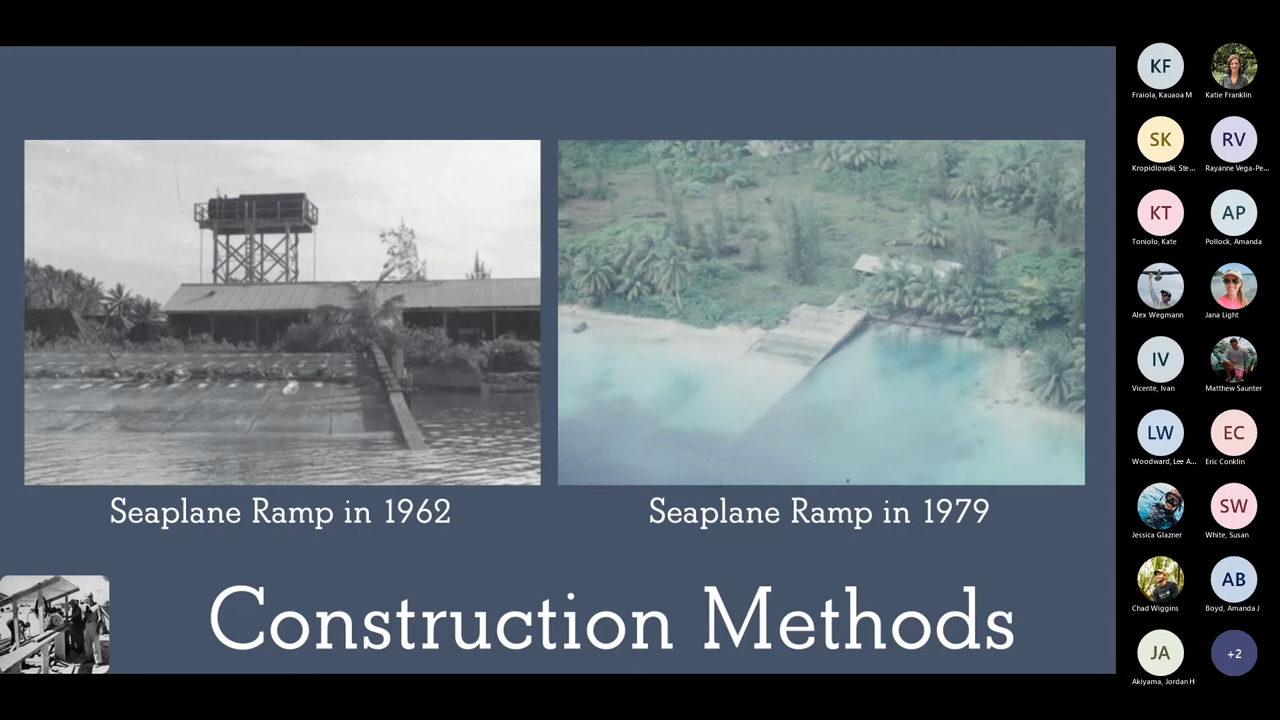 Seaplane Ramp in 1962
Seaplane Ramp in 1979
Construction Methods
KF
Fraiola, Kauaoa M
Katie Franklin
SK
Kropidlowski, Ste...
RV
Rayanne Vega-Pe...
KT
Toniolo, Kate
AP
Pollock, Amanda
Alex Wegmann
Jana Light
IV
Vicente, Ivan
Matthew Saunter
LW
Woodward, Lee A...
EC
Eric Conklin
Jessica Glazner
SW
White, Susan
Chad Wiggins
AB
Boyd, Amanda J
JA
Akiyama, Jordan H
+2